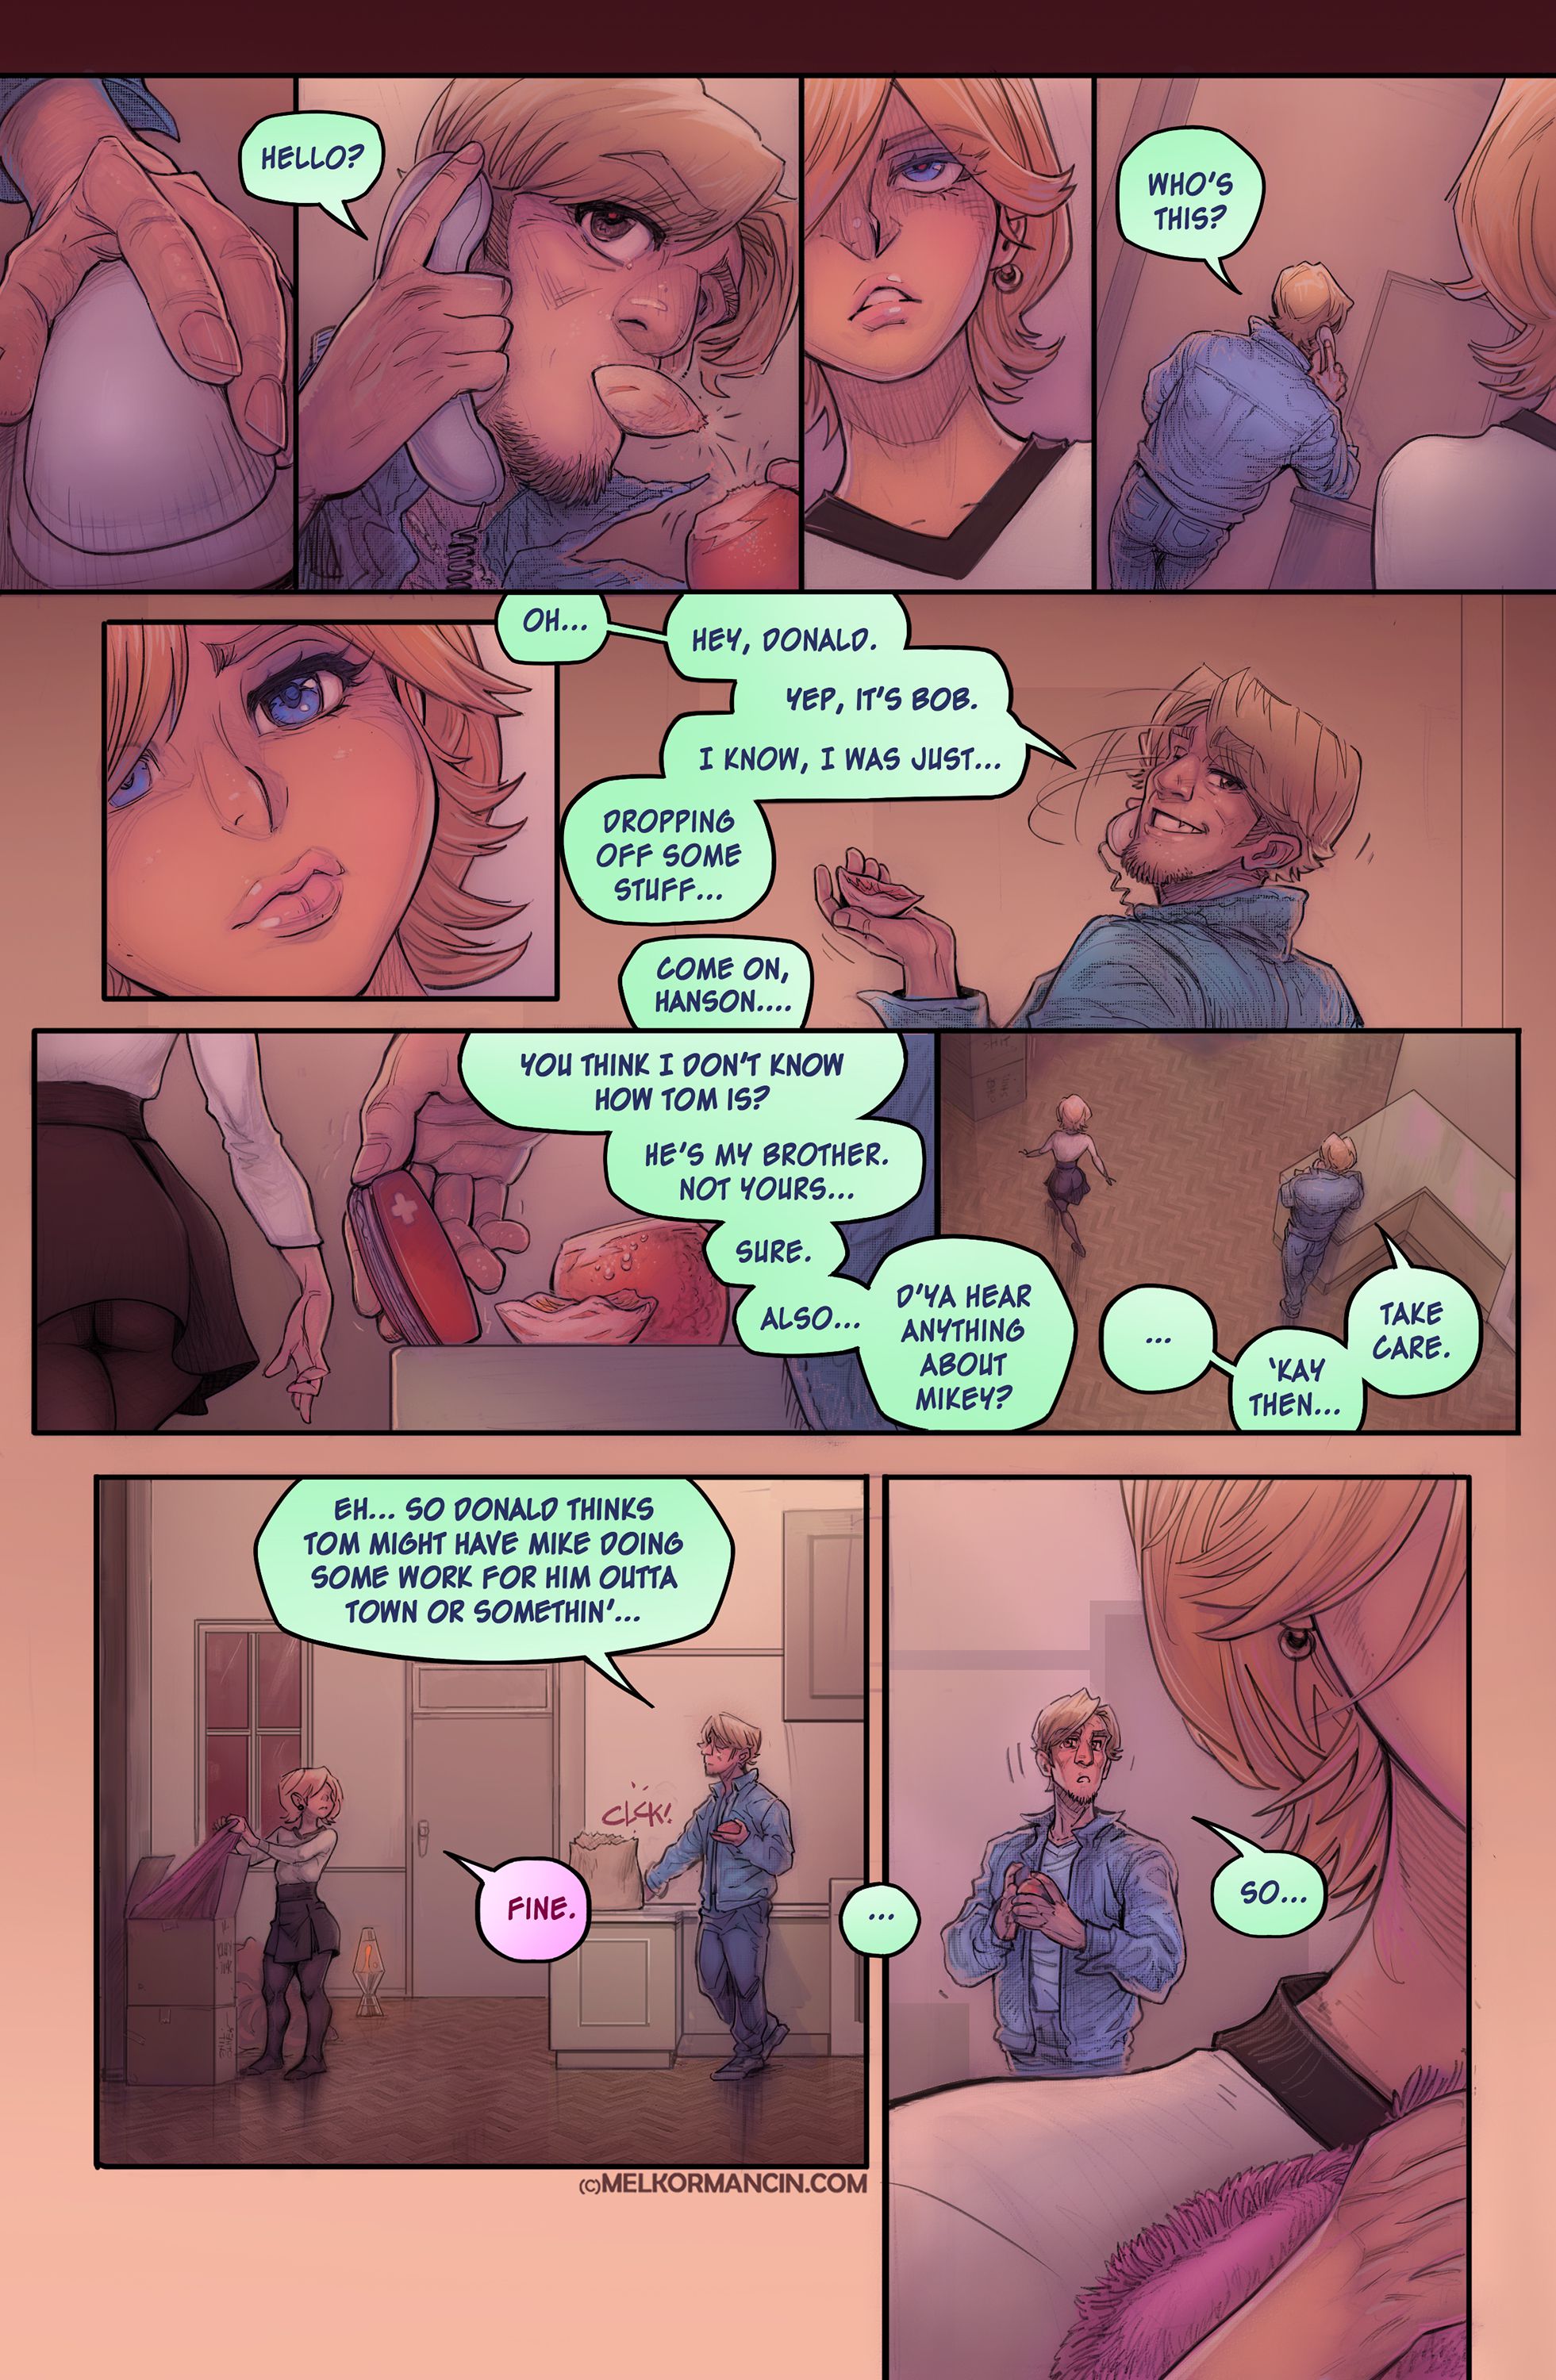 HELLO?
WHO'S
THIS?
OH...
HEY, DONALD.
YEP, IT'S BOB.
I KNOW, I WAS JUST...
DROPPING
OFF SOME
STUFF...
COME ON,
HANSON....
YOU THINK I DON'T KNOW
HOW TOM IS?
HE'S MY BROTHER.
NOT YOURS...
SURE.
ALSO...
D'YA HEAR
ANYTHING
ABOUT
MIKEY?
...
'KAY
THEN...
TAKE
CARE.
EH... SO DONALD THINKS
TOM MIGHT HAVE MIKE DOING
SOME WORK FOR HIM OUTTA
TOWN OR SOMETHIN'...
CLCK!
FINE.
...
SO...
(C)MELKORMANCIN.COM